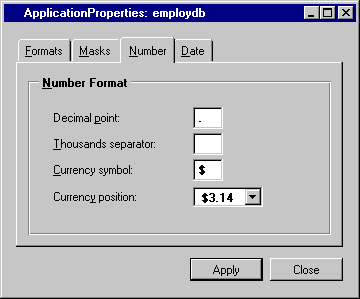 ApplicationProperties: employdb
Formats Masks Number Date
Number Format
Decimal point: .
Thousands separator:
Currency symbol: $
Currency position: $3.14
Apply Close